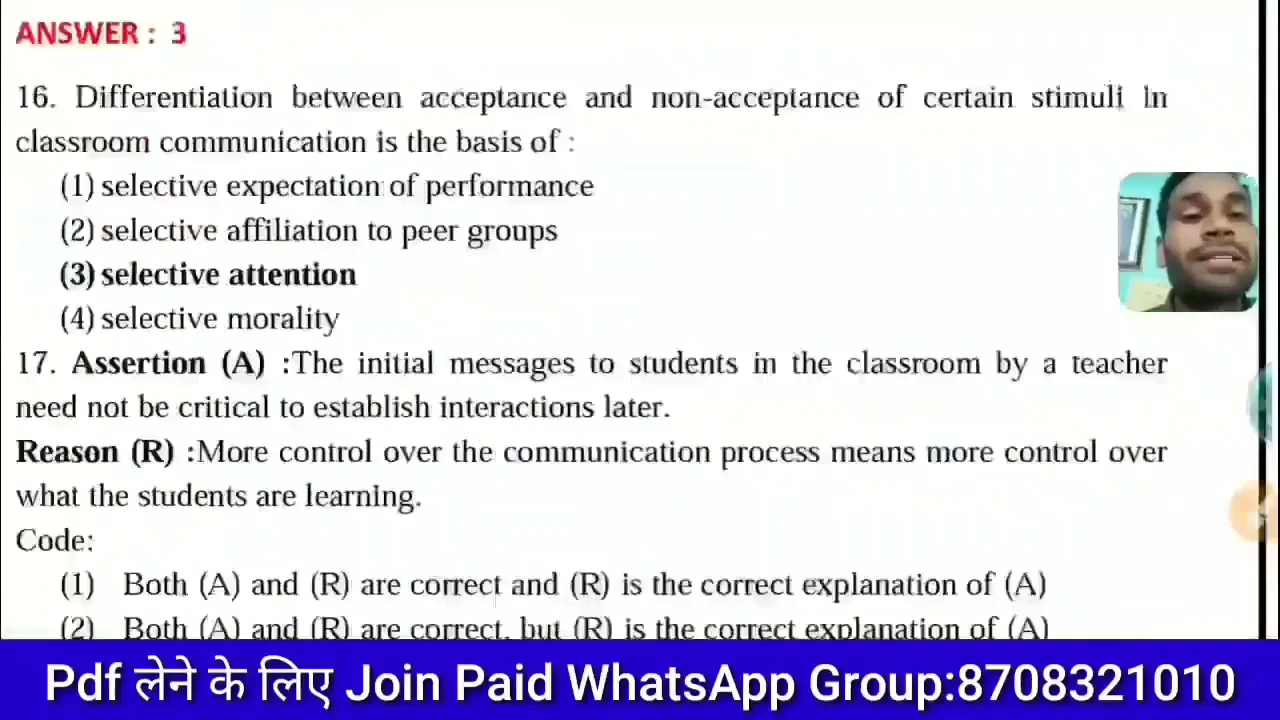 ANSWER : 3
16. Differentiation between acceptance and non-acceptance of certain stimuli in
classroom communication is the basis of :
(1) selective expectation of performance
(2) selective affiliation to peer groups
(3) selective attention
(4) selective morality
17. Assertion (A) :The initial messages to students in the classroom by a teacher
need not be critical to establish interactions later.
Reason (R) :More control over the communication process means more control over
what the students are learning.
Code:
(1) Both (A) and (R) are correct and (R) is the correct explanation of (A)
(2) Both (A) and (R) are correct, but (R) is the correct explanation of (A)
Pdf लेने के लिए Join Paid WhatsApp Group:8708321010